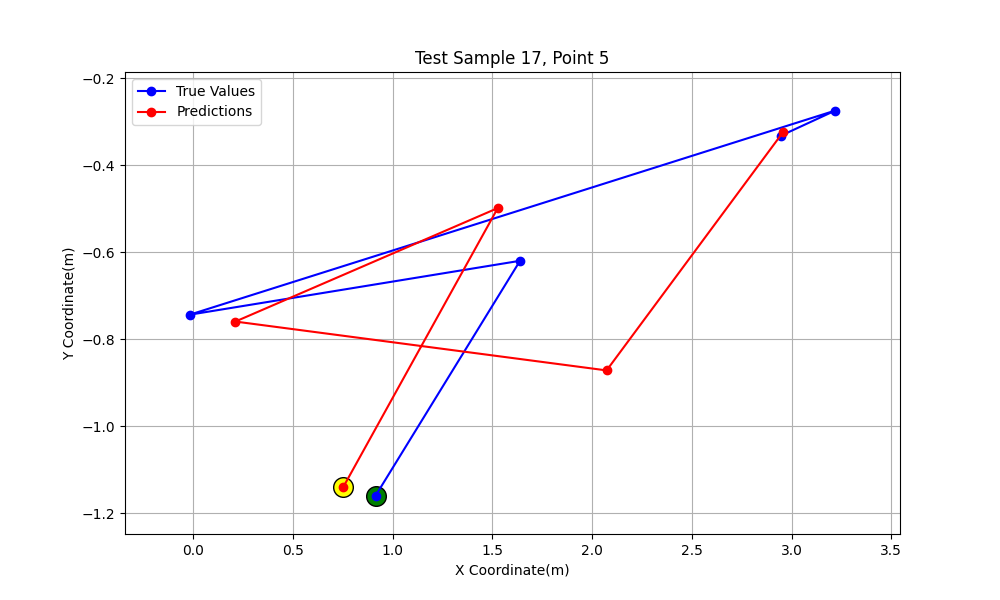 Test Sample 17, Point 5
True Values
Predictions
−0.2
−0.4
−0.6
−0.8
−1.0
−1.2
Y Coordinate(m)
0.0 0.5 1.0 1.5 2.0 2.5 3.0 3.5
X Coordinate(m)